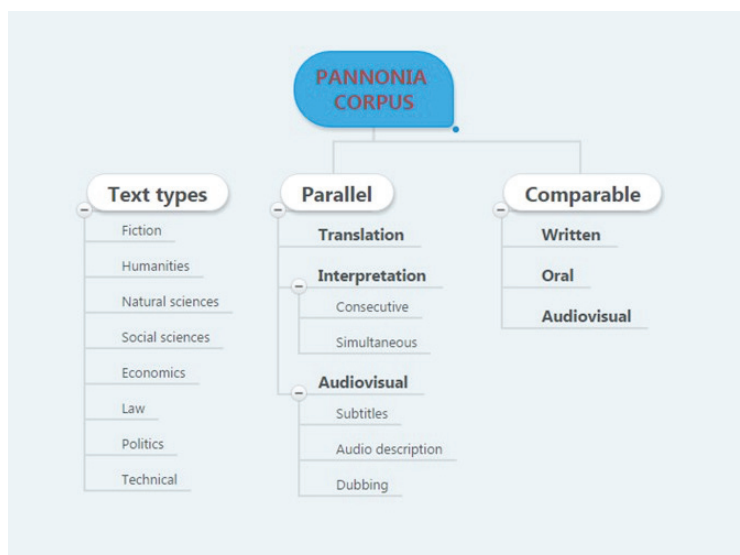 PANNONIA
CORPUS
Text types
Fiction
Humanities
Natural sciences
Social sciences
Economics
Law
Politics
Technical
Parallel
Translation
Interpretation
Consecutive
Simultaneous
Audiovisual
Subtitles
Audio description
Dubbing
Comparable
Written
Oral
Audiovisual